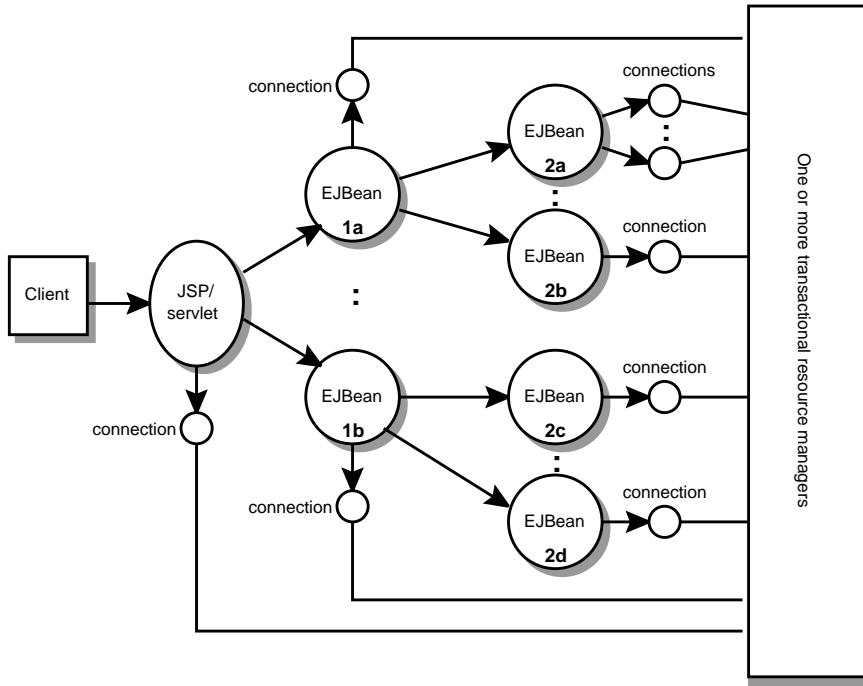 connections
connection
EJBean
2a
EJBean
1a
connection
EJBean
2b
Client
JSP/
servlet
One or more transactional resource managers
connection
EJBean
1b
EJBean
2c
connection
connection
connection
EJBean
2d